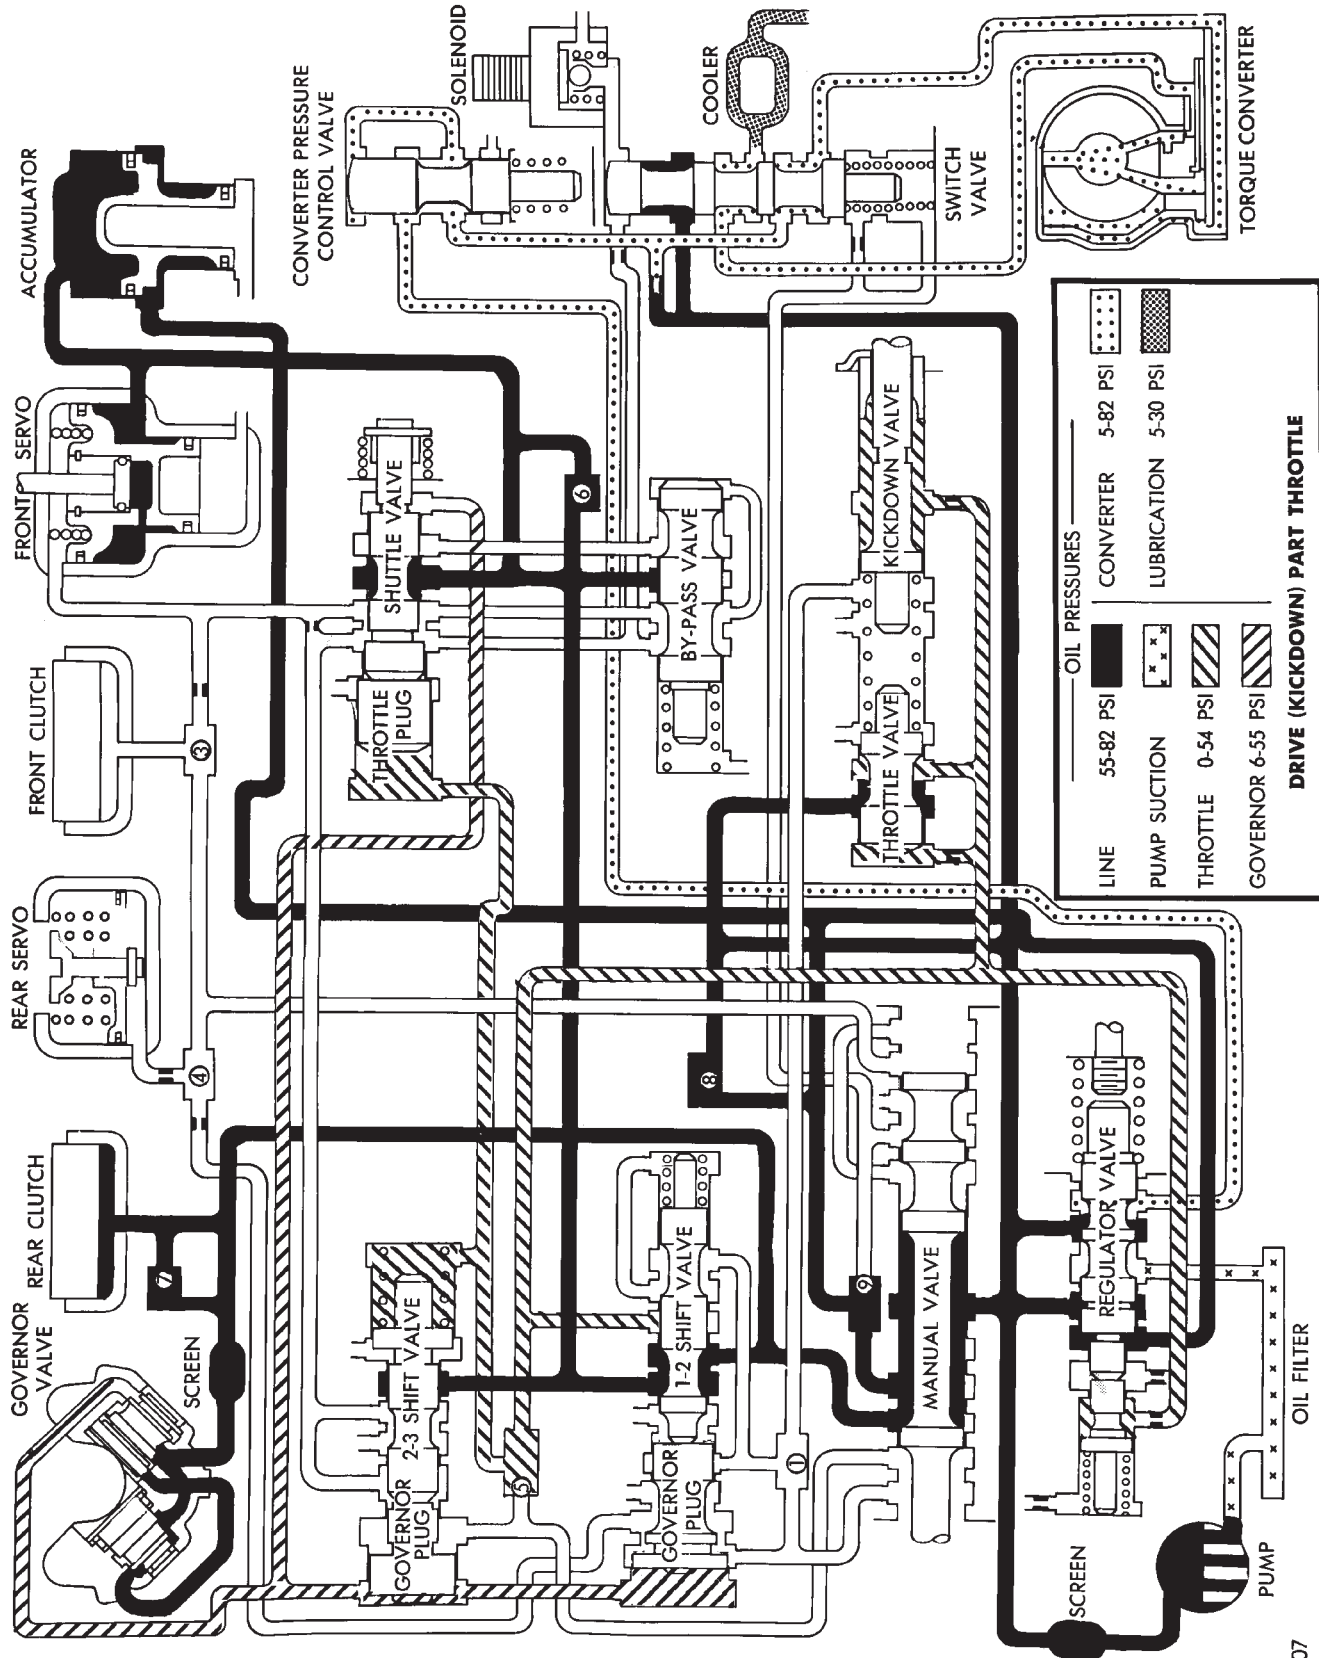 GOVERNOR
VALVE
REAR CLUTCH
REAR SERVO
FRONT CLUTCH
FRONT SERVO
ACCUMULATOR
SCREEN
7
4
3
CONVERTER PRESSURE
CONTROL VALVE
SOLENOID
COOLER
SWITCH
VALVE
TORQUE CONVERTER
GOVERNOR
PLUG
2-3 SHIFT VALVE
THROTTLE
PLUG
SHUTTLE VALVE
5
6
GOVERNOR
PLUG
1-2 SHIFT VALVE
BY-PASS VALVE
8
1
9
THROTTLE VALVE
KICKDOWN VALVE
MANUAL VALVE
REGULATOR VALVE
SCREEN
PUMP
OIL FILTER
OIL PRESSURES
LINE 55-82 PSI
PUMP SUCTION
THROTTLE 0-54 PSI
GOVERNOR 6-55 PSI
CONVERTER 5-82 PSI
LUBRICATION 5-30 PSI
DRIVE (KICKDOWN) PART THROTTLE
07